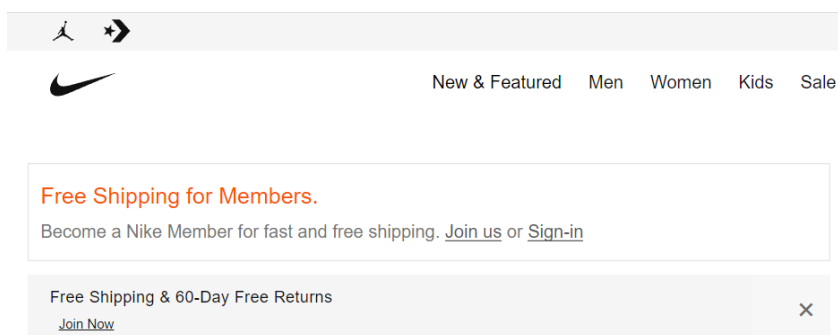 New & Featured Men Women Kids Sale
Free Shipping for Members.
Become a Nike Member for fast and free shipping. Join us or Sign-in
Free Shipping & 60-Day Free Returns
Join Now